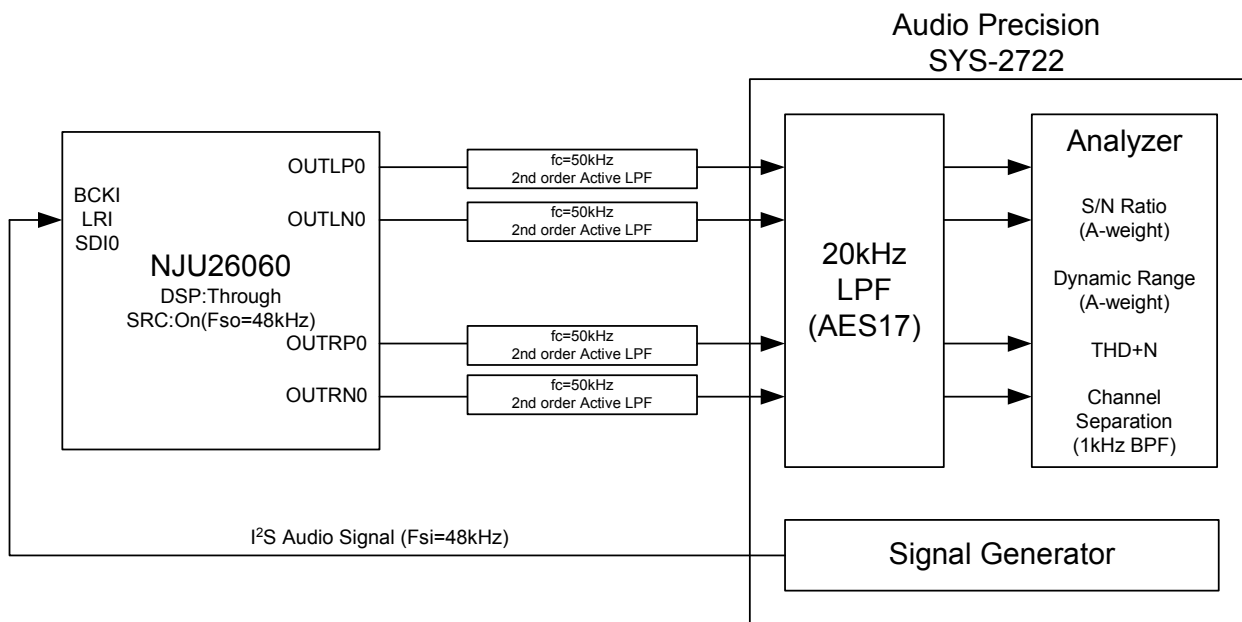 Audio Precision
SYS-2722
BCKI
LRI
SDI0
OUTLP0
OUTLN0
NJU26060
DSP:Through
SRC:On(Fso=48kHz)
OUTRP0
OUTRN0
fc=50kHz
2nd order Active LPF
fc=50kHz
2nd order Active LPF
fc=50kHz
2nd order Active LPF
fc=50kHz
2nd order Active LPF
20kHz
LPF
(AES17)
Analyzer
S/N Ratio
(A-weight)
Dynamic Range
(A-weight)
THD+N
Channel
Separation
(1kHz BPF)
I²S Audio Signal (Fsi=48kHz)
Signal Generator